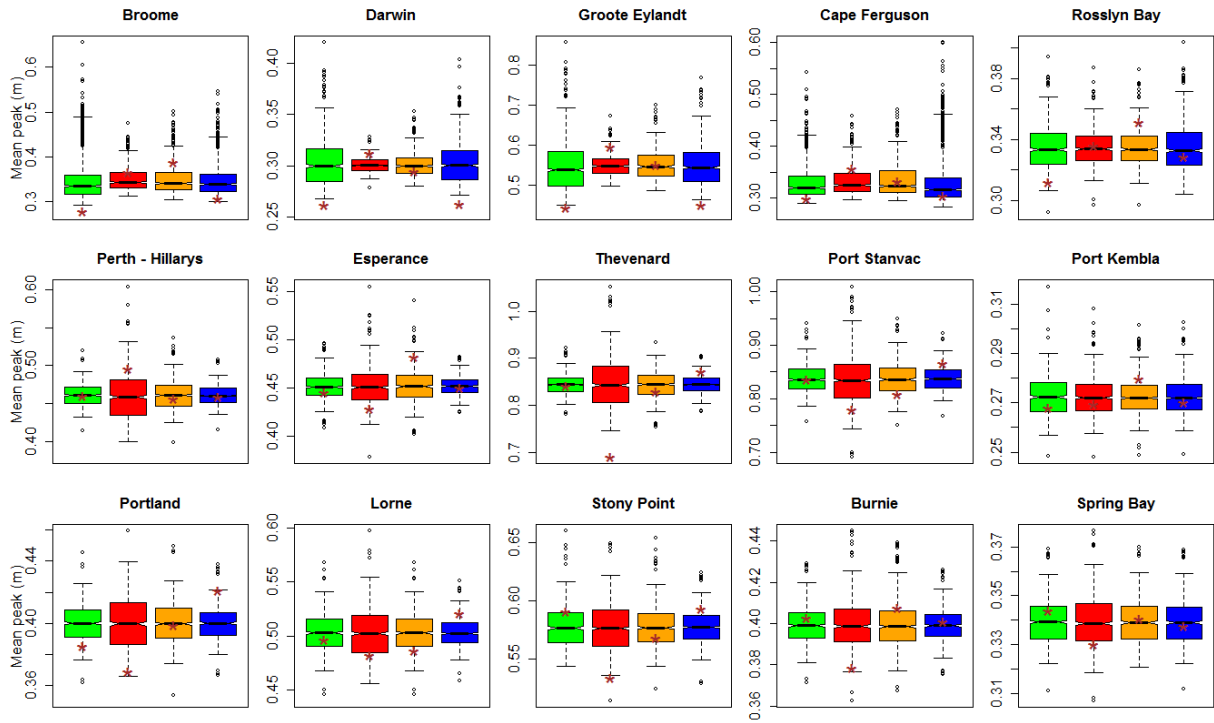 Broome Darwin Groote Eylandt Cape Ferguson Rosslyn Bay
Mean peak (m)
0.3 0.4 0.5 0.6
0.25 0.30 0.35 0.40
0.5 0.6 0.7 0.8
0.30 0.40 0.50 0.60
0.30 0.34 0.38
Perth - Hillarys Esperance Thevenard Port Stanvac Port Kembla
Mean peak (m)
0.40 0.50 0.60
0.40 0.45 0.50 0.55
0.7 0.8 0.9 1.0
0.70 0.80 0.90 1.00
0.25 0.27 0.29 0.31
Portland Lorne Stony Point Burnie Spring Bay
Mean peak (m)
0.36 0.40 0.44
0.45 0.50 0.55 0.60
0.55 0.60 0.65
0.36 0.38 0.40 0.42 0.44
0.31 0.33 0.35 0.37